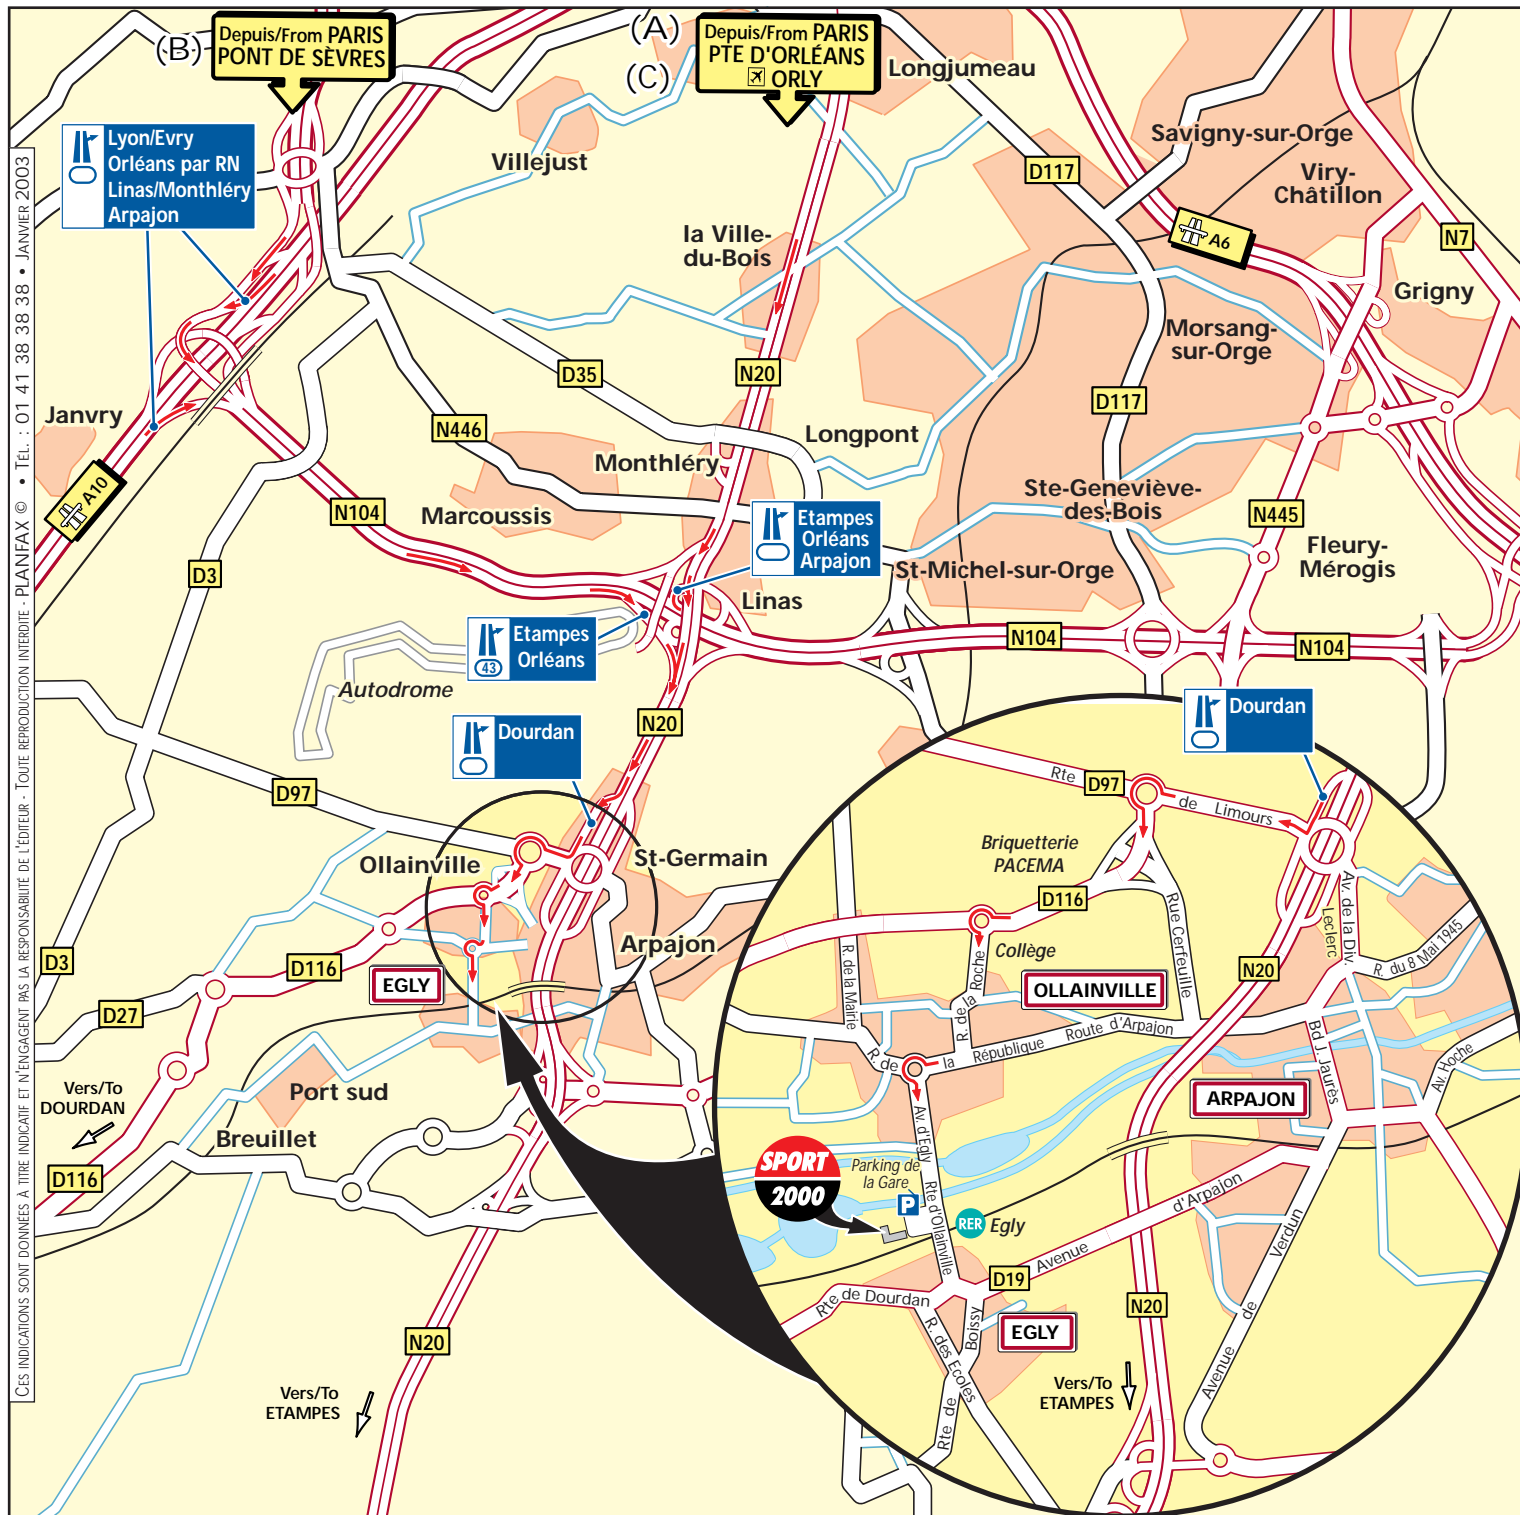 (B)
Depuis/From PARIS
PONT DE SÈVRES
(A)
(C)
Depuis/From PARIS
PTE D'ORLÉANS
ORLY
Longjumeau
Lyon/Evry
Orléans par RN
Linas/Monthléry
Arpajon
Villejust
Savigny-sur-Orge
D117
Viry-
Châtillon
la Ville-
du-Bois
A6
N7
Grigny
Morsang-
sur-Orge
N20
D35
D117
Janvry
N446
Longpont
Monthléry
A10
N104
Marcoussis
Ste-Geneviève-
des-Bois
N445
Etampes
Orléans
Arpajon
Fleury-
Mérogis
St-Michel-sur-Orge
D3
Linas
Etampes
Orléans
43
N104
N104
Autodrome
N20
Dourdan
Dourdan
D97
Rte
de
Limours
D97
Ollainville
St-Germain
Briquetterie
PACEMA
D116
Rue Cerfeuille
Av. de la Div.
Leclerc
R. du 8 Mai 1945
Arpajon
Collège
R. de la Mairie
R. de la
Roche
D3
D116
EGLY
N20
OLLAINVILLE
D27
Route d'Arpajon
République
la
R. de
Bd J. Jaurès
Av. Hoche
Vers/To
DOURDAN
Port sud
ARPAJON
Breuillet
Av. d'Egly
SPORT
2000
Parking de
la Gare
P
D116
Rte d'Ollainville
RER
Egly
d'Arpajon
Avenue
D19
Verdun
de
Avenue
Rte de Dourdan
N20
EGLY
N20
Boissy
Rte de
R. des Ecoles
Vers/To
ETAMPES
Vers/To
ETAMPES
CES INDICATIONS SONT DONNÉES À TITRE INDICATIF ET N'ENGAGENT PAS LA RESPONSABILITÉ DE L'ÉDITEUR - TOUTE REPRODUCTION INTERDITE - PLANFAX © • TÉL. : 01 41 38 38 38 • JANVIER 2003